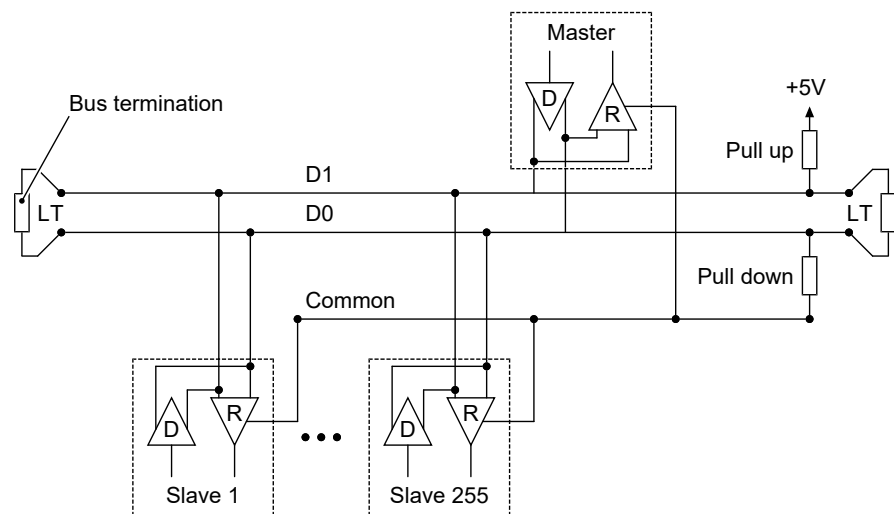 Master
D
R
+5V
Bus termination
Pull up
D1
LT
LT
D0
Pull down
Common
D
R
D
R
Slave 1
Slave 255